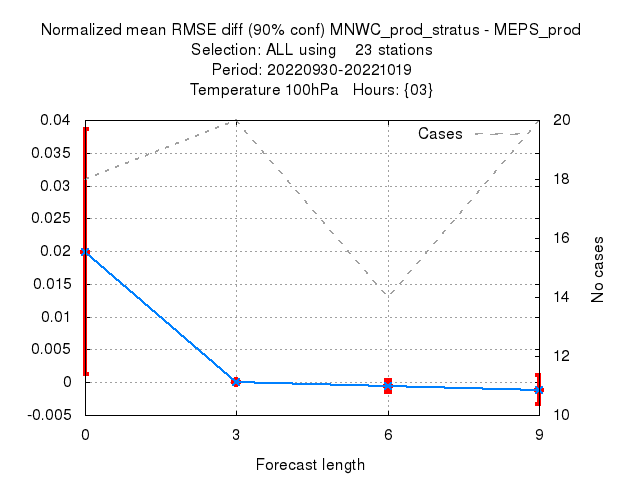 Normalized mean RMSE diff (90% conf) MNWC_prod_stratus - MEPS_prod
Selection: ALL using    23 stations
Period: 20220930-20221019
Temperature 100hPa   Hours: {03}
Cases
0.04
0.035
0.03
0.025
0.02
0.015
0.01
0.005
0
-0.005
20
18
16
14
12
10
No cases
0
3
6
9
Forecast length